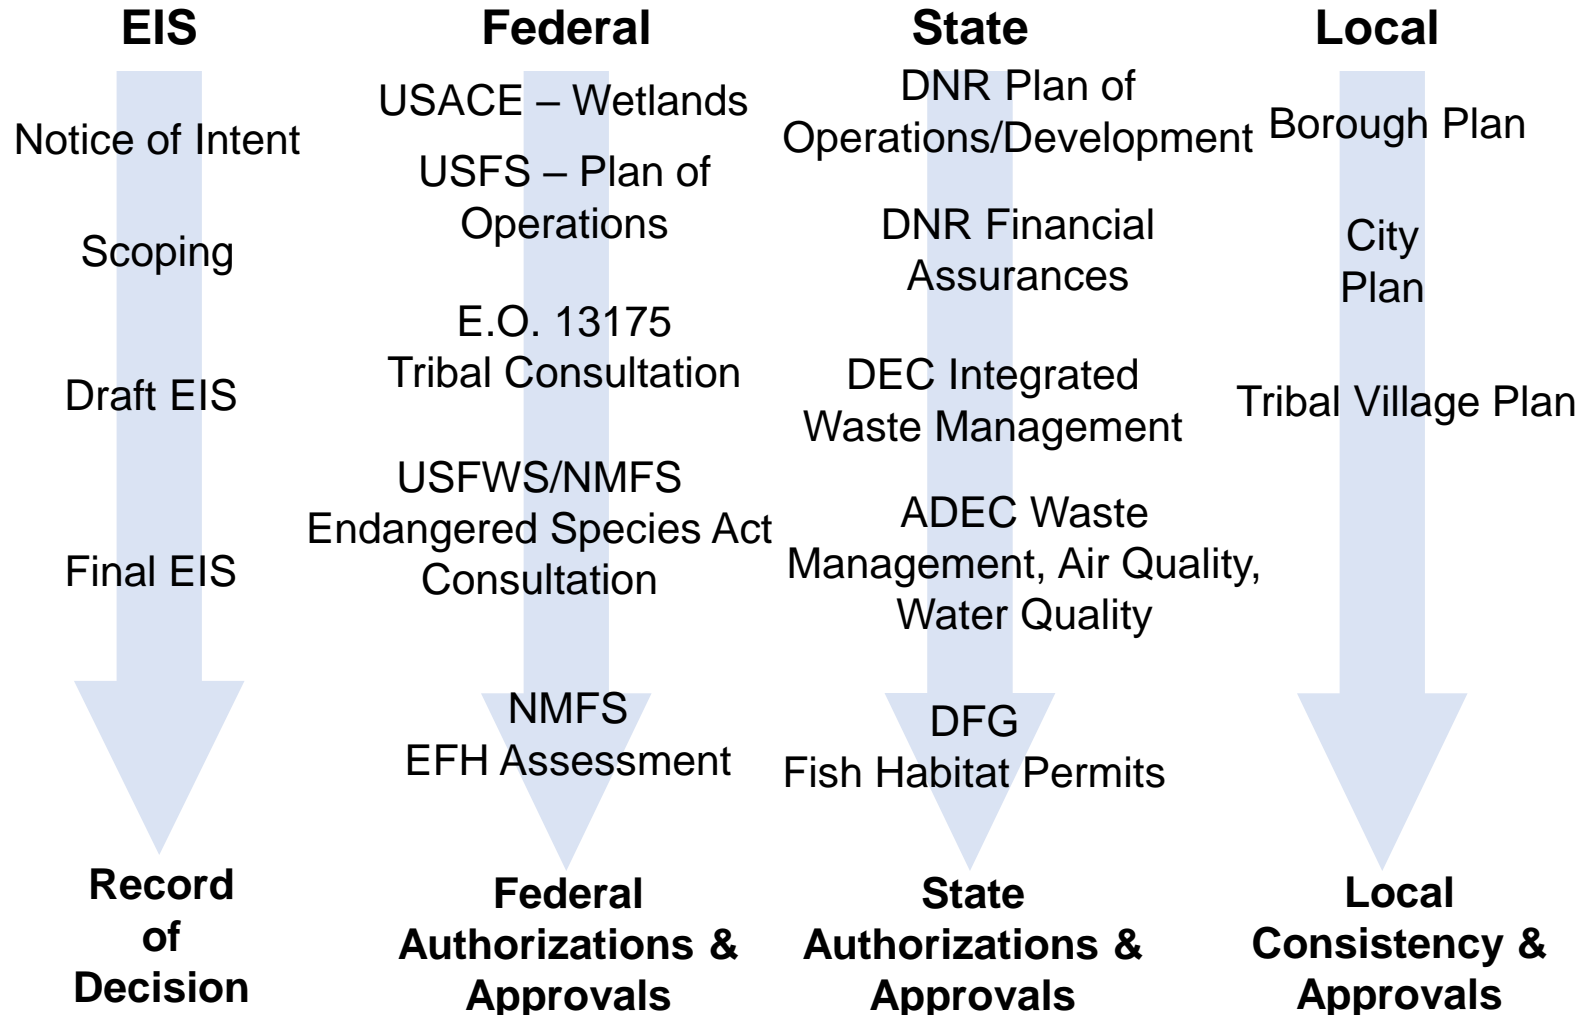 EIS
Notice of Intent
Scoping
Draft EIS
Final EIS
Record
of
Decision
Federal
USACE – Wetlands
USFS – Plan of
Operations
E.O. 13175
Tribal Consultation
USFWS/NMFS
Endangered Species Act
Consultation
NMFS
EFH Assessment
Federal
Authorizations &
Approvals
State
DNR Plan of
Operations/Development
DNR Financial
Assurances
DEC Integrated
Waste Management
ADEC Waste
Management, Air Quality,
Water Quality
DFG
Fish Habitat Permits
State
Authorizations &
Approvals
Local
Borough Plan
City
Plan
Tribal Village Plan
Local
Consistency &
Approvals